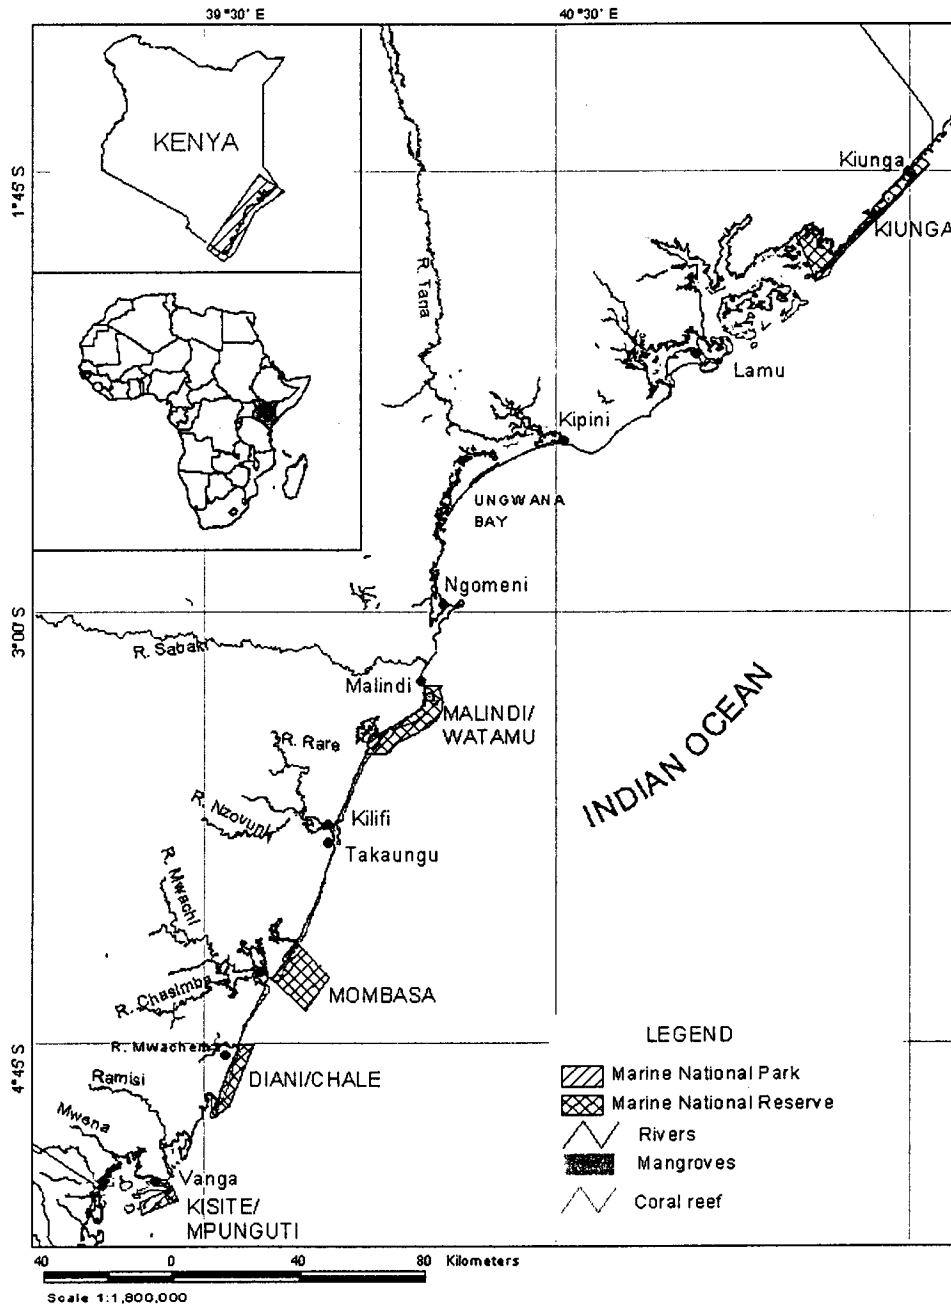 39°30' E
40°30' E
KENYA
1°45' S
Kiunga
KIUNGA
R. Tana
Lamu
Kipini
UNGWANA
BAY
Ngomeni
3°00' S
R. Sabaki
Malindi
MALINDI/
WATAMU
INDIAN OCEAN
R. Rare
R. Nzovuni
Kilifi
Takaungu
R. Mwachi
R. Chasimba
MOMBASA
4°45' S
R. Mwachema
DIANI/CHALE
Ramisi
Mwena
Vanga
KISITE/
MPUNGUTI
LEGEND
Marine National Park
Marine National Reserve
Rivers
Mangroves
Coral reef
40 0 40 80 Kilometers
Scale 1:1,800,000